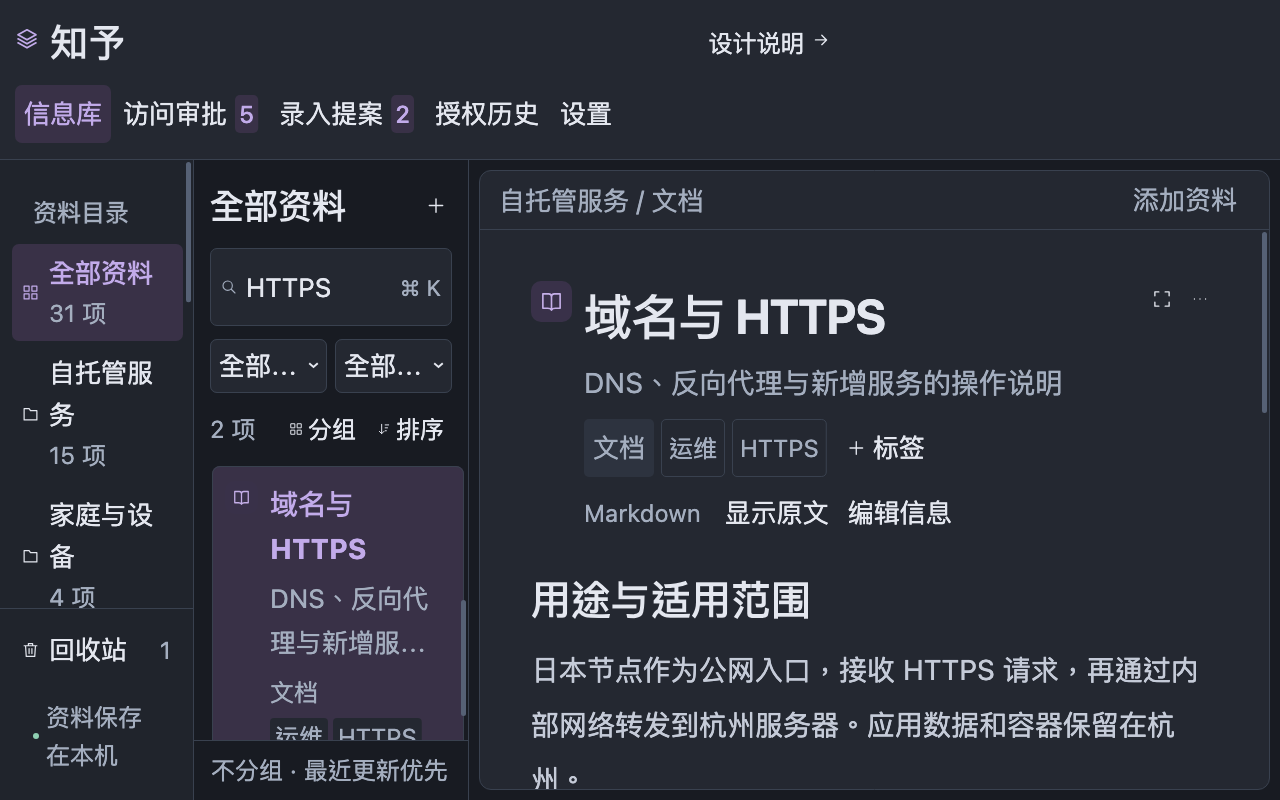 知予
设计说明 →
信息库 访问审批 5 录入提案 2 授权历史 设置
资料目录
全部资料
31 项
自托管服
务
15 项
家庭与设
备
4 项
回收站 1
资料保存
在本机
全部资料 +
HTTPS ⌘ K
全部… 全部…
2 项 分组 排序
域名与
HTTPS
DNS、反向代
理与新增服…
文档
运维 HTTPS
不分组 · 最近更新优先
自托管服务 / 文档 添加资料
域名与 HTTPS
DNS、反向代理与新增服务的操作说明
文档 运维 HTTPS + 标签
Markdown 显示原文 编辑信息
用途与适用范围
日本节点作为公网入口，接收 HTTPS 请求，再通过内
部网络转发到杭州服务器。应用数据和容器保留在杭
州。